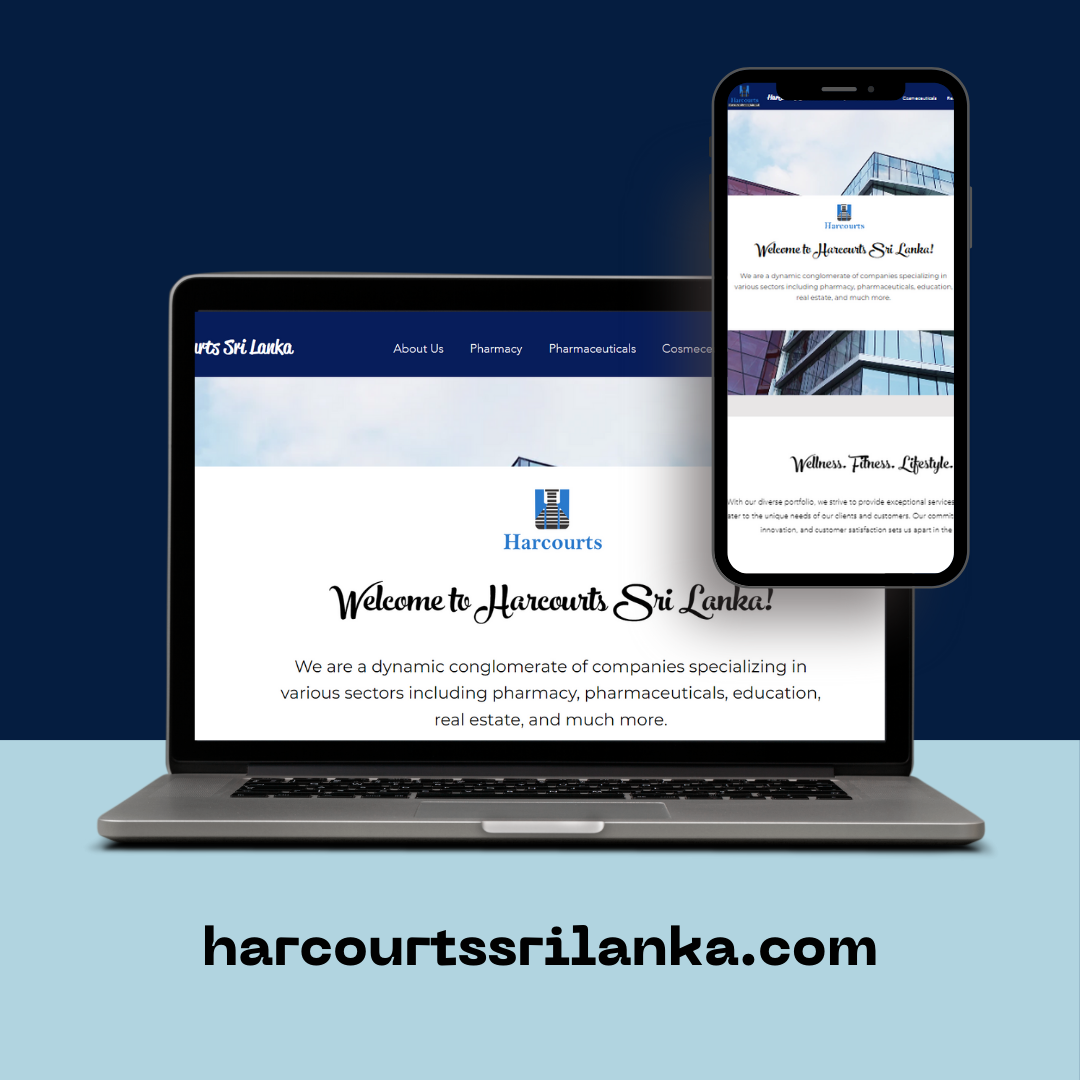 urts Sri Lanka
About Us Pharmacy Pharmaceuticals Cosmece
Harcourts
Welcome to Harcourts Sri Lanka!
We are a dynamic conglomerate of companies specializing in
various sectors including pharmacy, pharmaceuticals, education,
real estate, and much more.
Harcourts
Cosmeceuticals
Harcourts
Welcome to Harcourts Sri Lanka!
We are a dynamic conglomerate of companies specializing in
various sectors including pharmacy, pharmaceuticals, education,
real estate, and much more.
Wellness. Fitness. Lifestyle.
With our diverse portfolio, we strive to provide exceptional services
ater to the unique needs of our clients and customers. Our commit
innovation, and customer satisfaction sets us apart in the
harcourtssrilanka.com